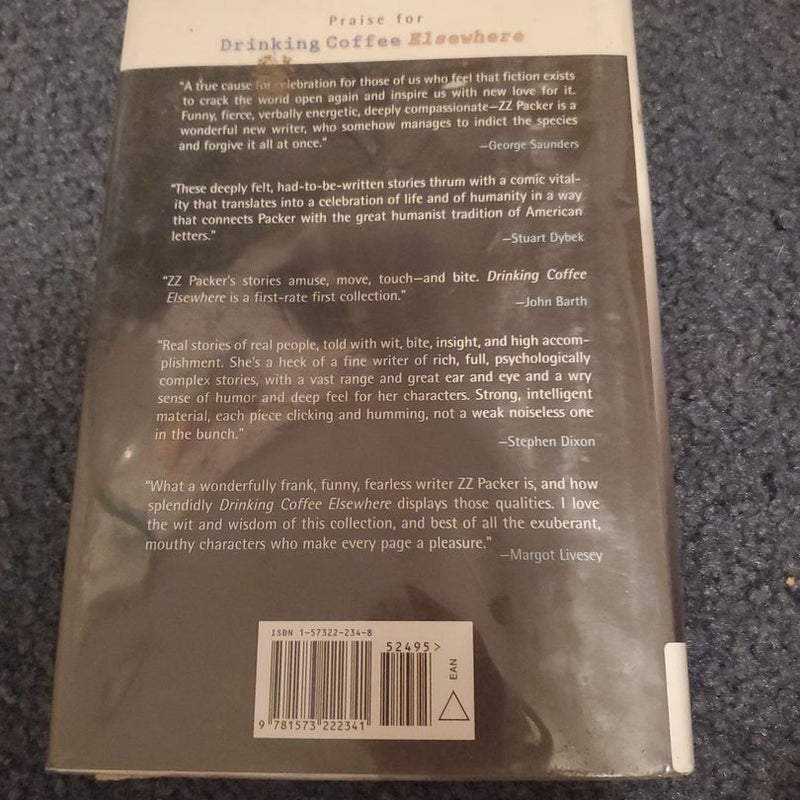 Praise for
Drinking Coffee Elsewhere
"A true cause for celebration for those of us who feel that fiction exists
to crack the world open again and inspire us with new love for it.
Funny, fierce, verbally energetic, deeply compassionate—ZZ Packer is a
wonderful new writer, who somehow manages to indict the species
and forgive it all at once."
—George Saunders
"These deeply felt, had-to-be-written stories thrum with a comic vital-
ity that translates into a celebration of life and of humanity in a way
that connects Packer with the great humanist tradition of American
letters."
—Stuart Dybek
"ZZ Packer's stories amuse, move, touch—and bite. Drinking Coffee
Elsewhere is a first-rate first collection."
—John Barth
"Real stories of real people, told with wit, bite, insight, and high accom-
plishment. She's a heck of a fine writer of rich, full, psychologically
complex stories, with a vast range and great ear and eye and a wry
sense of humor and deep feel for her characters. Strong, intelligent
material, each piece clicking and humming, not a weak noiseless one
in the bunch."
—Stephen Dixon
"What a wonderfully frank, funny, fearless writer ZZ Packer is, and how
splendidly Drinking Coffee Elsewhere displays those qualities. I love
the wit and wisdom of this collection, and best of all the exuberant,
mouthy characters who make every page a pleasure."
—Margot Livesey
ISBN 1-57322-234-8
52495>
EAN
9 781573 222341